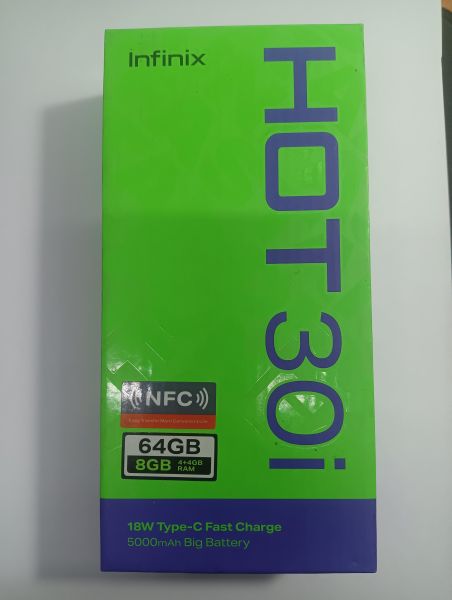 infinix
HOT 30i
((NFC))
64GB
8GB 4+4GB RAM
18W Type-C Fast Charge
5000mAh Big Battery